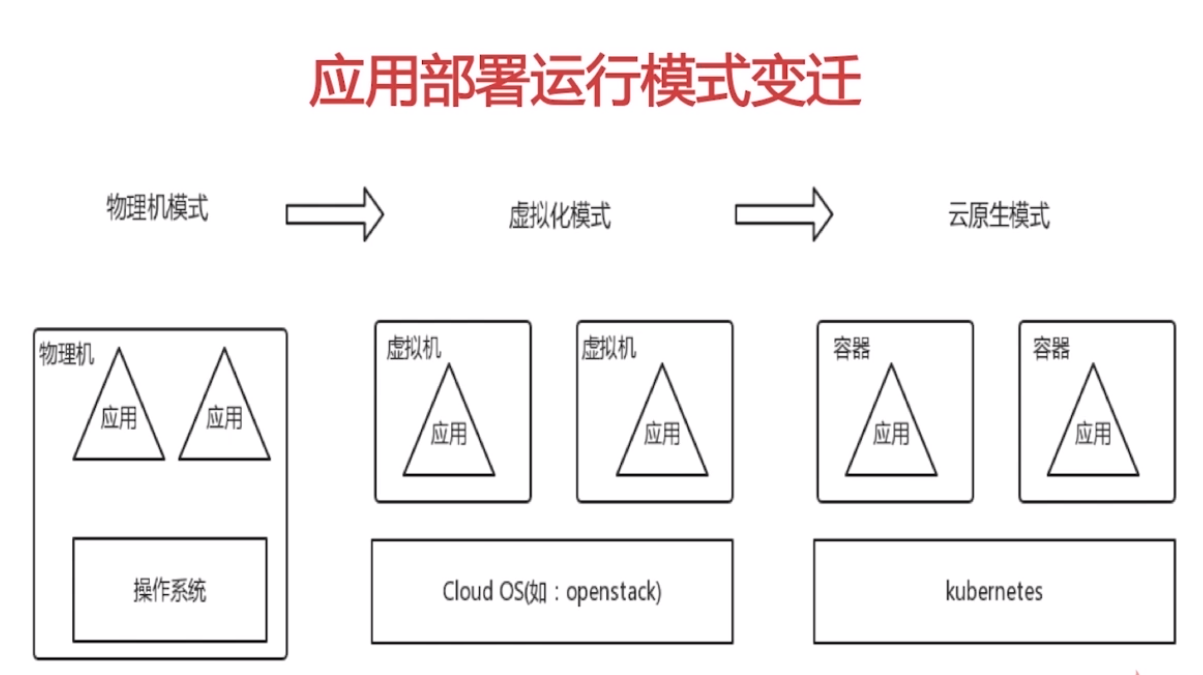 应用部署运行模式变迁
物理机模式
虚拟化模式
云原生模式
物理机
应用
应用
操作系统
虚拟机
应用
虚拟机
应用
Cloud OS(如：openstack)
容器
应用
容器
应用
kubernetes